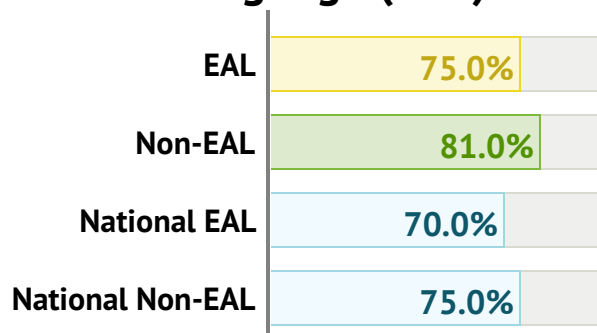 EAL 75.0%
Non-EAL 81.0%
National EAL 70.0%
National Non-EAL 75.0%